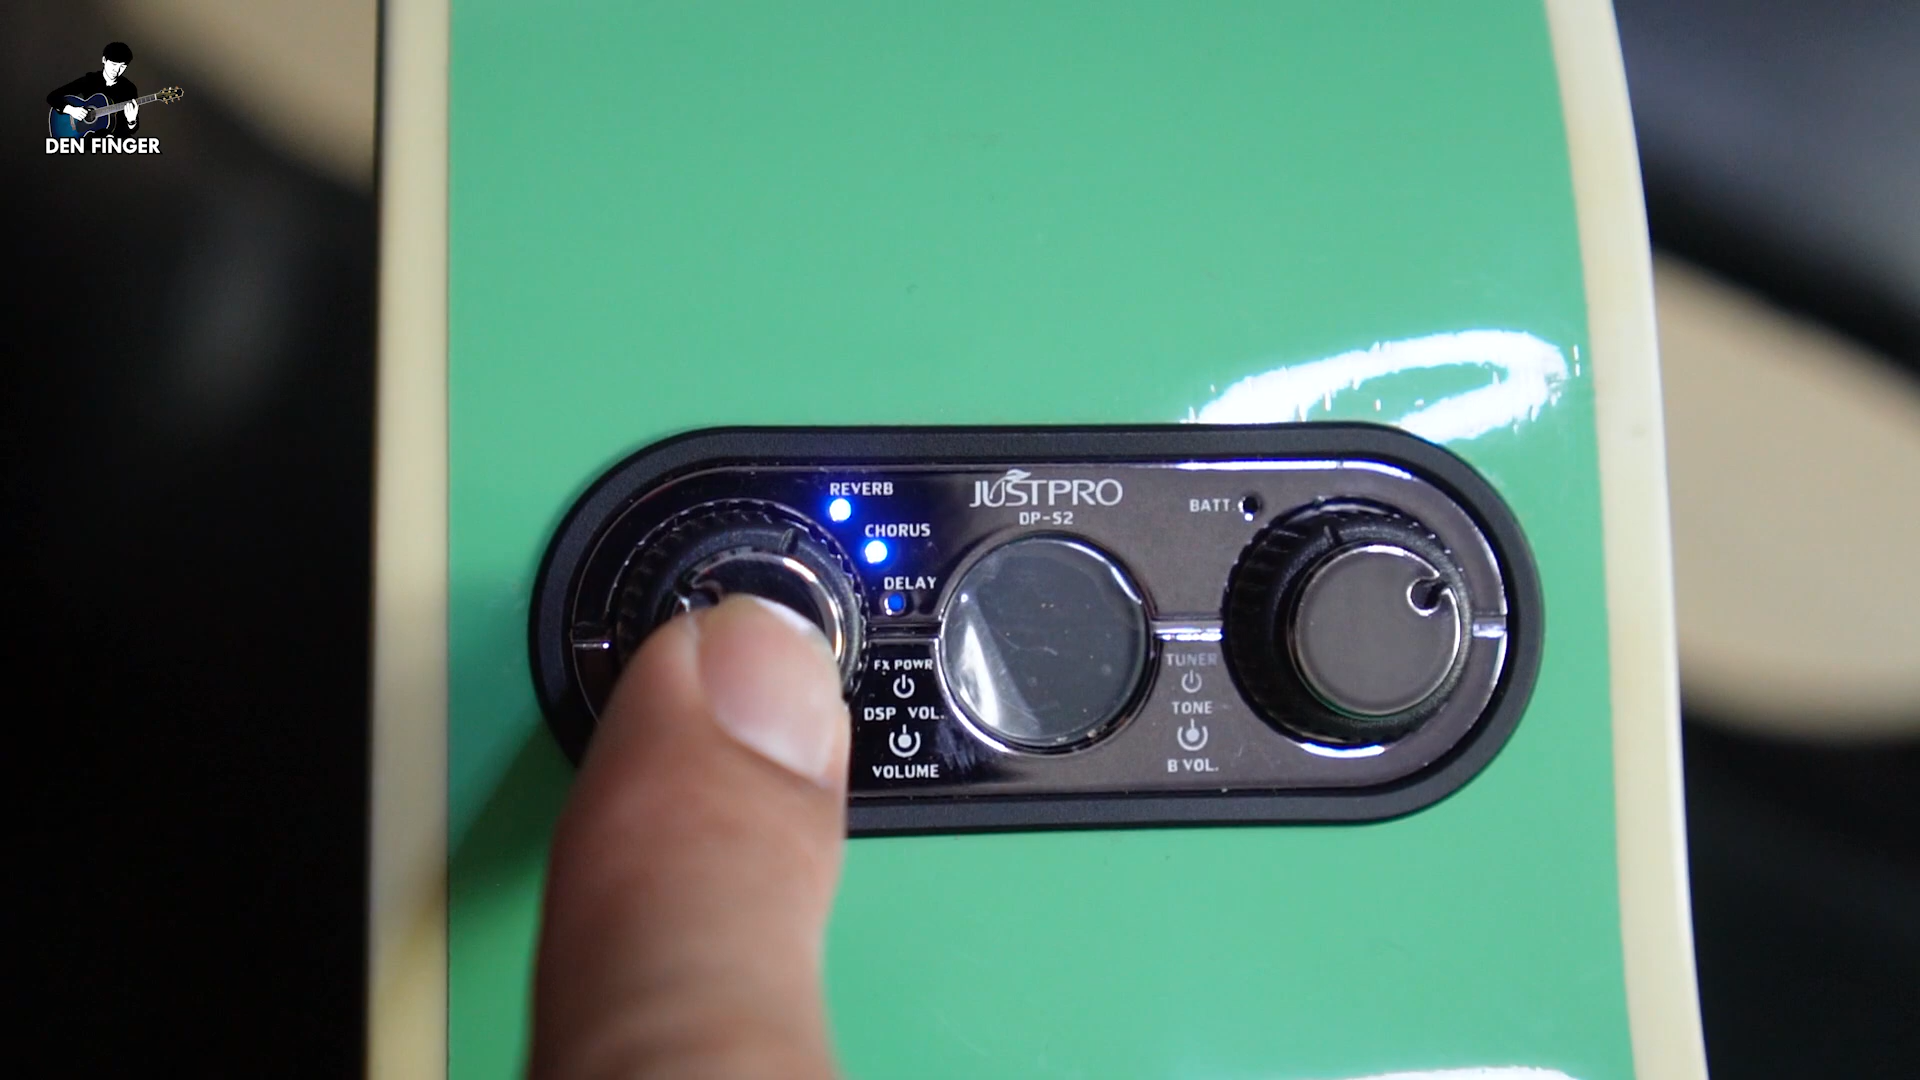 DEN FINGER
REVERB
CHORUS
DELAY
JUSTPRO
DP-S2
BATT.
FX POWR
DSP VOL.
VOLUME
TUNER
TONE
B VOL.